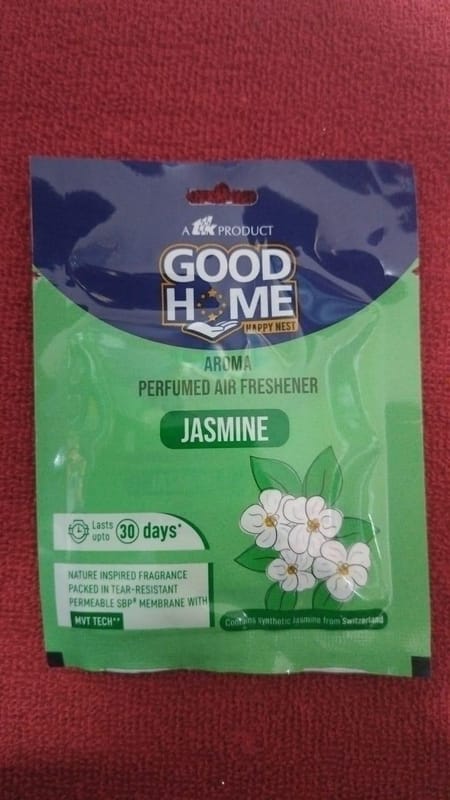 A TTK PRODUCT
GOOD
HOME
HAPPY NEST
AROMA
PERFUMED AIR FRESHENER
JASMINE
Lasts
upto 30 days*
NATURE INSPIRED FRAGRANCE
PACKED IN TEAR-RESISTANT
PERMEABLE SBP# MEMBRANE WITH
MVT TECH**
Contains synthetic Jasmine from Switzerland